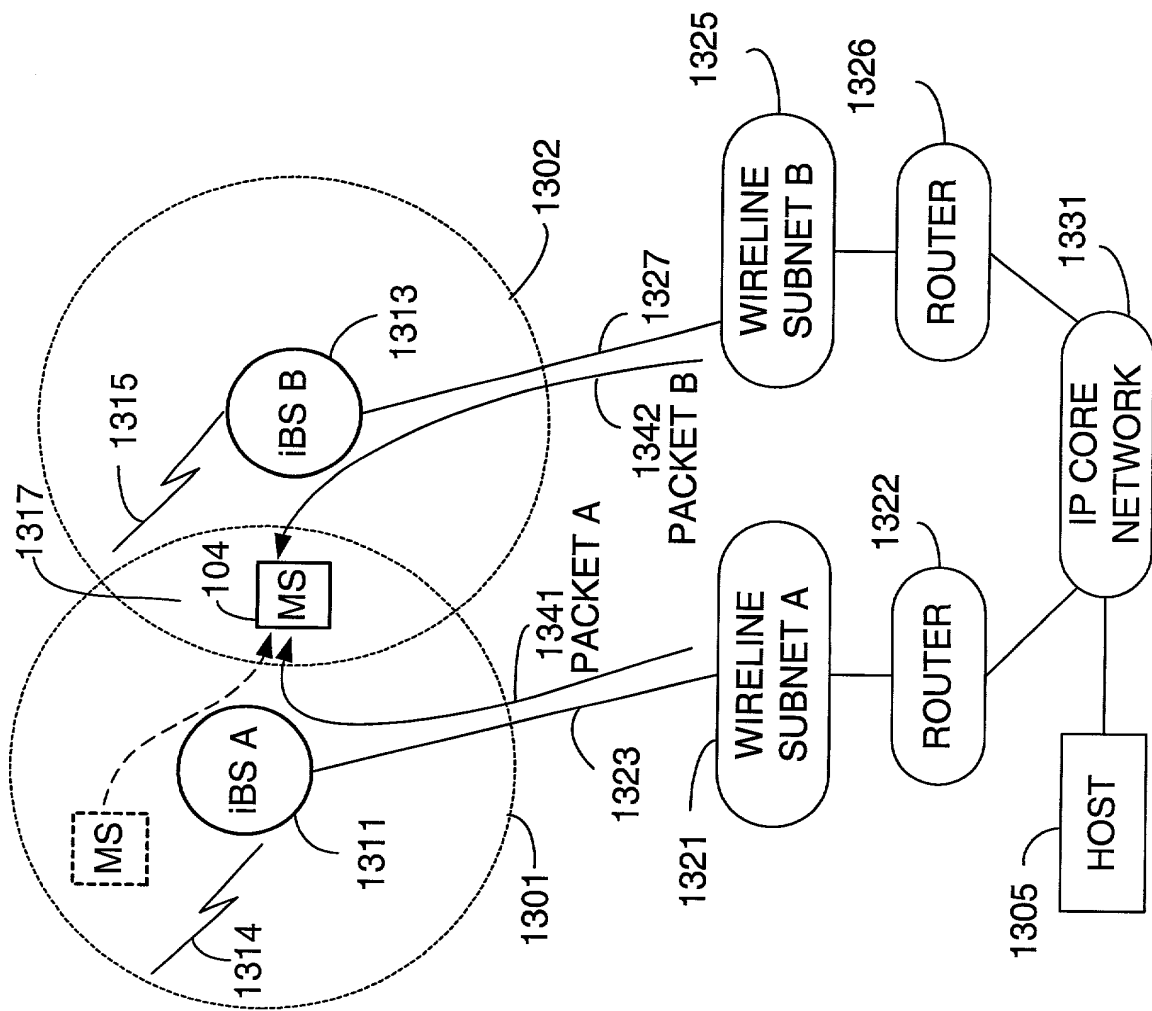 1317
MS
1315
104
1314
iBS A
iBS B
MS
1311
1313
1301
1302
1341
PACKET A
1323
1342
PACKET B
1327
1321
1325
WIRELINE
SUBNET A
WIRELINE
SUBNET B
1322
1326
ROUTER
ROUTER
1305
1331
HOST
IP CORE
NETWORK